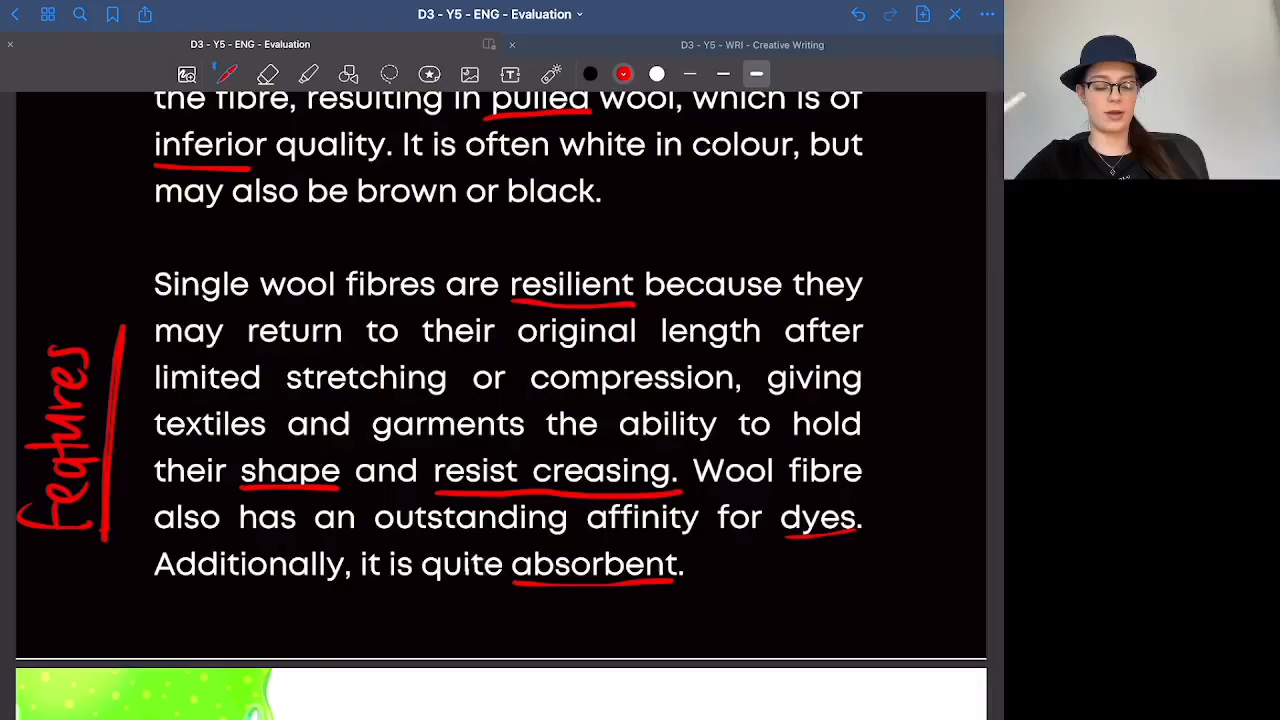 D3 - Y5 - ENG - Evaluation
D3 - Y5 - ENG - Evaluation
D3 - Y5 - WRI - Creative Writing
the fibre, resulting in pulled wool, which is of
inferior quality. It is often white in colour, but
may also be brown or black.
Single wool fibres are resilient because they
may return to their original length after
limited stretching or compression, giving
textiles and garments the ability to hold
their shape and resist creasing. Wool fibre
also has an outstanding affinity for dyes.
Additionally, it is quite absorbent.
features